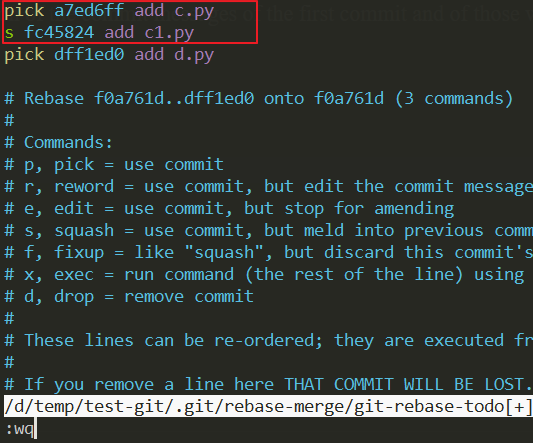 pick a7ed6ff add c.py
s fc45824 add c1.py
pick dff1ed0 add d.py
# Rebase f0a761d..dff1ed0 onto f0a761d (3 commands)
#
# Commands:
# p, pick = use commit
# r, reword = use commit, but edit the commit message
# e, edit = use commit, but stop for amending
# s, squash = use commit, but meld into previous comm
# f, fixup = like "squash", but discard this commit's
# x, exec = run command (the rest of the line) using
# d, drop = remove commit
#
# These lines can be re-ordered; they are executed fr
#
# If you remove a line here THAT COMMIT WILL BE LOST.
/d/temp/test-git/.git/rebase-merge/git-rebase-todo[+]
:wq